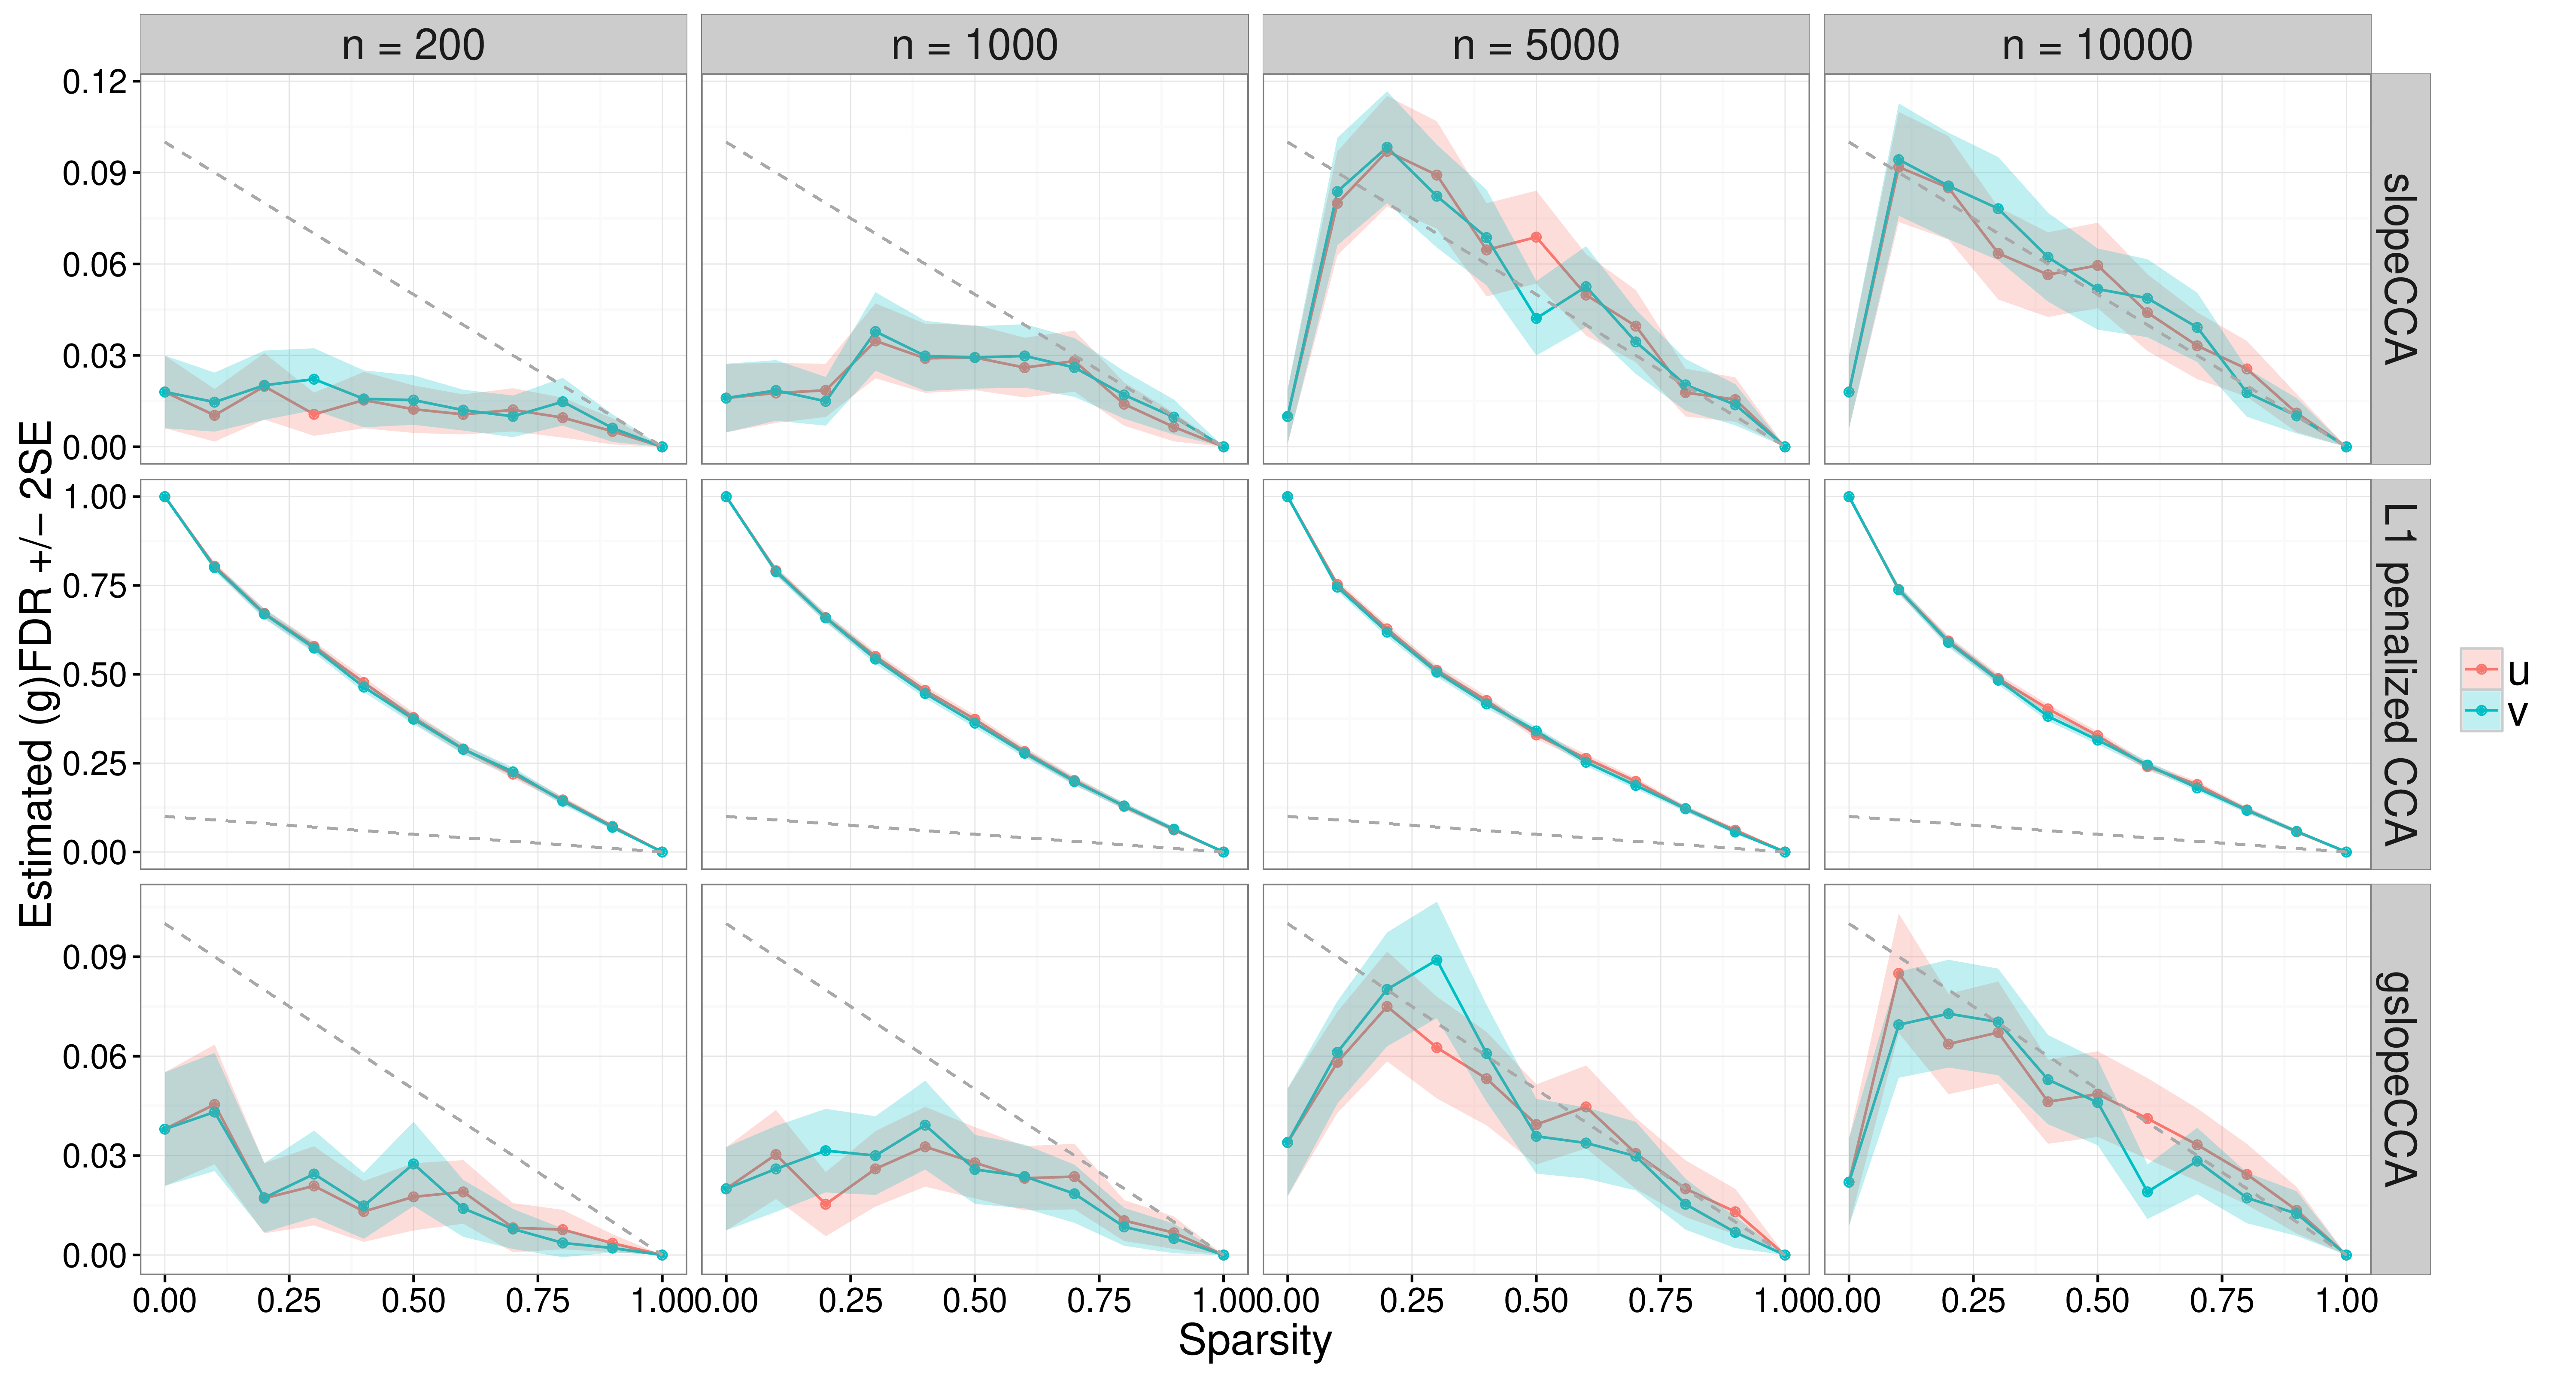 n = 200
n = 1000
n = 5000
n = 10000
0.12
0.09
0.06
0.03
0.00
slopeCCA
1.00
0.75
0.50
0.25
0.00
L1 penalized CCA
0.09
0.06
0.03
0.00
gslopeCCA
Estimated (g)FDR +/− 2SE
u
v
0.00 0.25 0.50 0.75 1.00 0.00 0.25 0.50 0.75 1.00 0.00 0.25 0.50 0.75 1.00 0.00 0.25 0.50 0.75 1.00
Sparsity